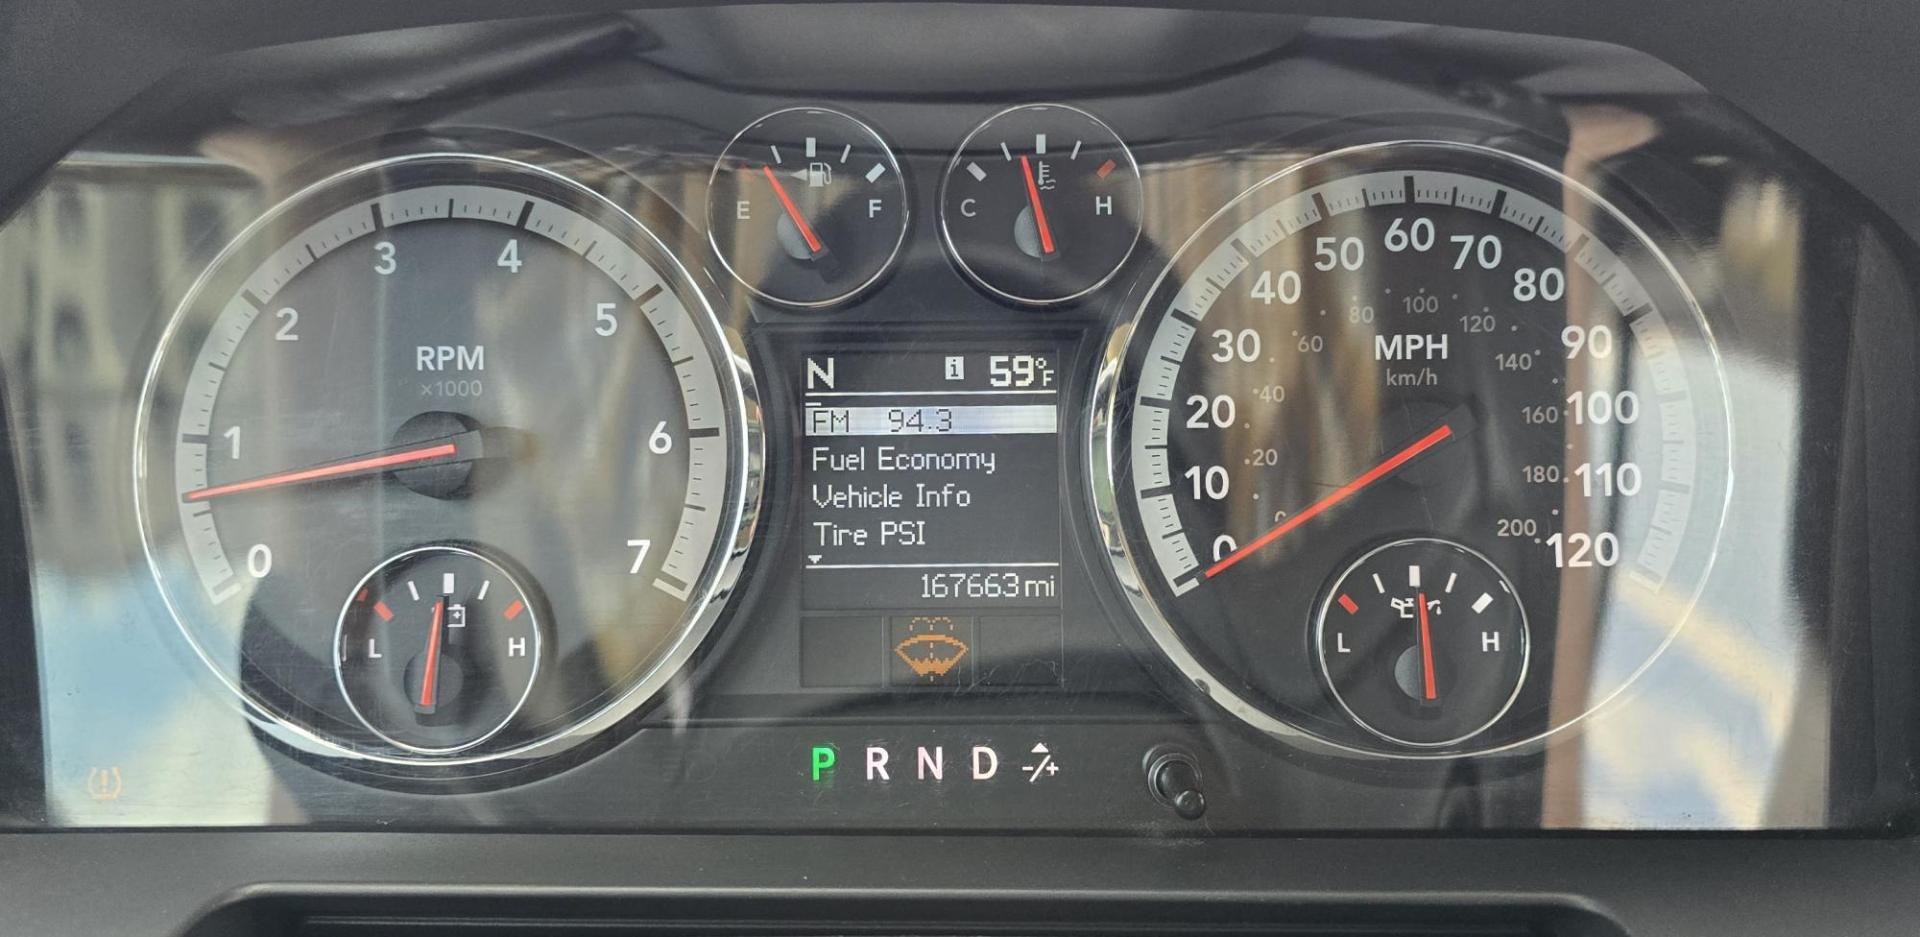 E F
C H
0 1 2 3 4 5 6 7
RPM
×1000
L H
N i 59°F
FM 94.3
Fuel Economy
Vehicle Info
Tire PSI
167663 mi
P R N D -/+
0 10 20 30 40 50 60 70 80 90 100 110 120
MPH
km/h
0 20 40 60 80 100 120 140 160 180 200
L H